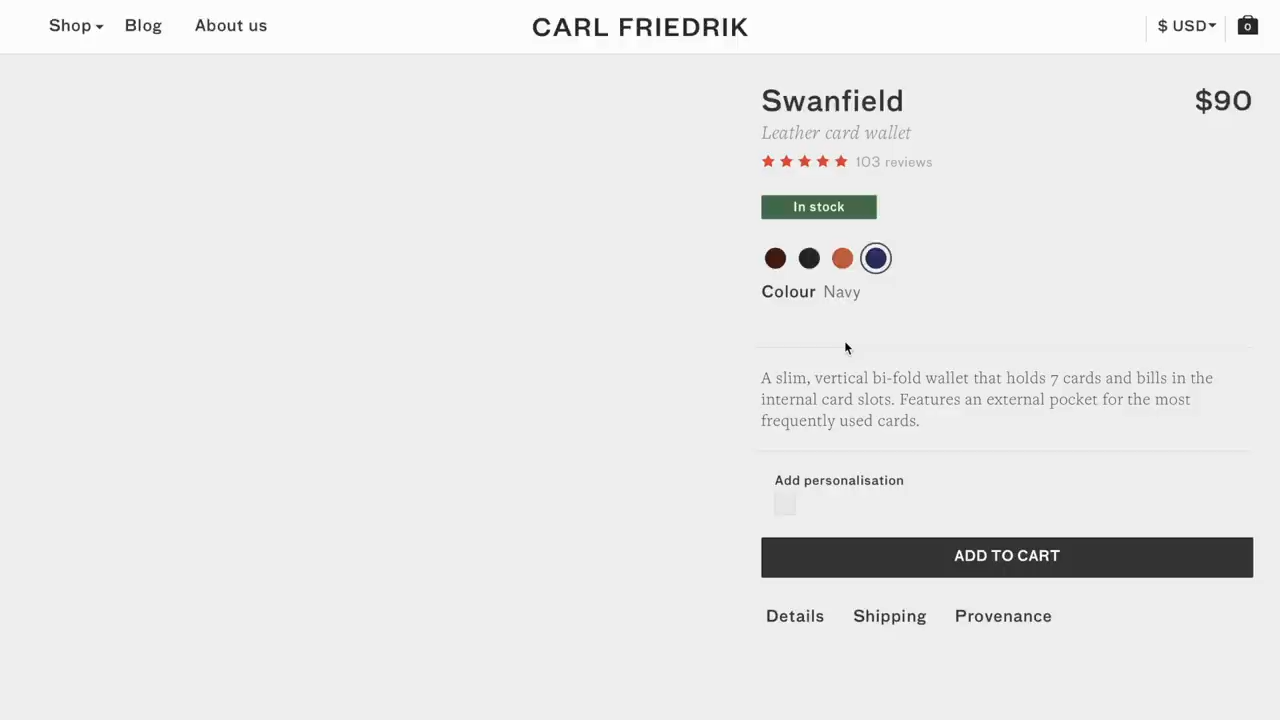 Shop Blog About us CARL FRIEDRIK $ USD 0
Swanfield $90
Leather card wallet
103 reviews
In stock
Colour Navy
A slim, vertical bi-fold wallet that holds 7 cards and bills in the
internal card slots. Features an external pocket for the most
frequently used cards.
Add personalisation
ADD TO CART
Details Shipping Provenance